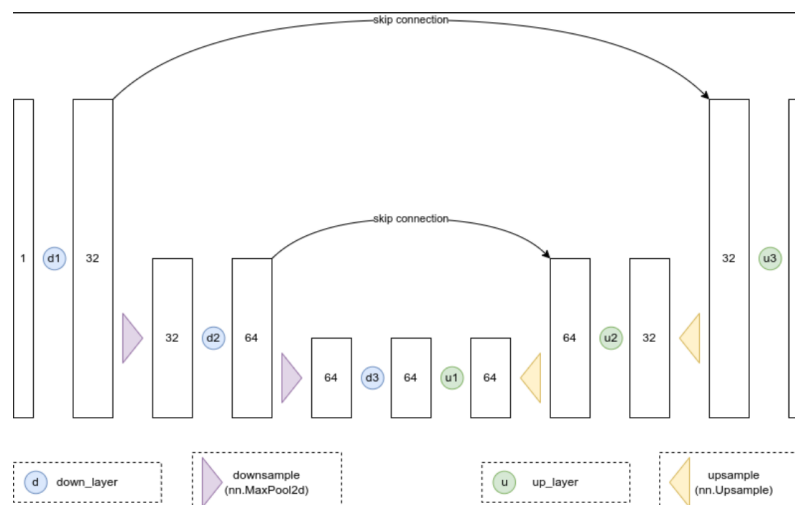 skip connection
skip connection
1
d1
32
32
d2
64
64
d3
64
u1
64
64
u2
32
32
u3
d
down_layer
downsample
(nn.MaxPool2d)
u
up_layer
upsample
(nn.Upsample)